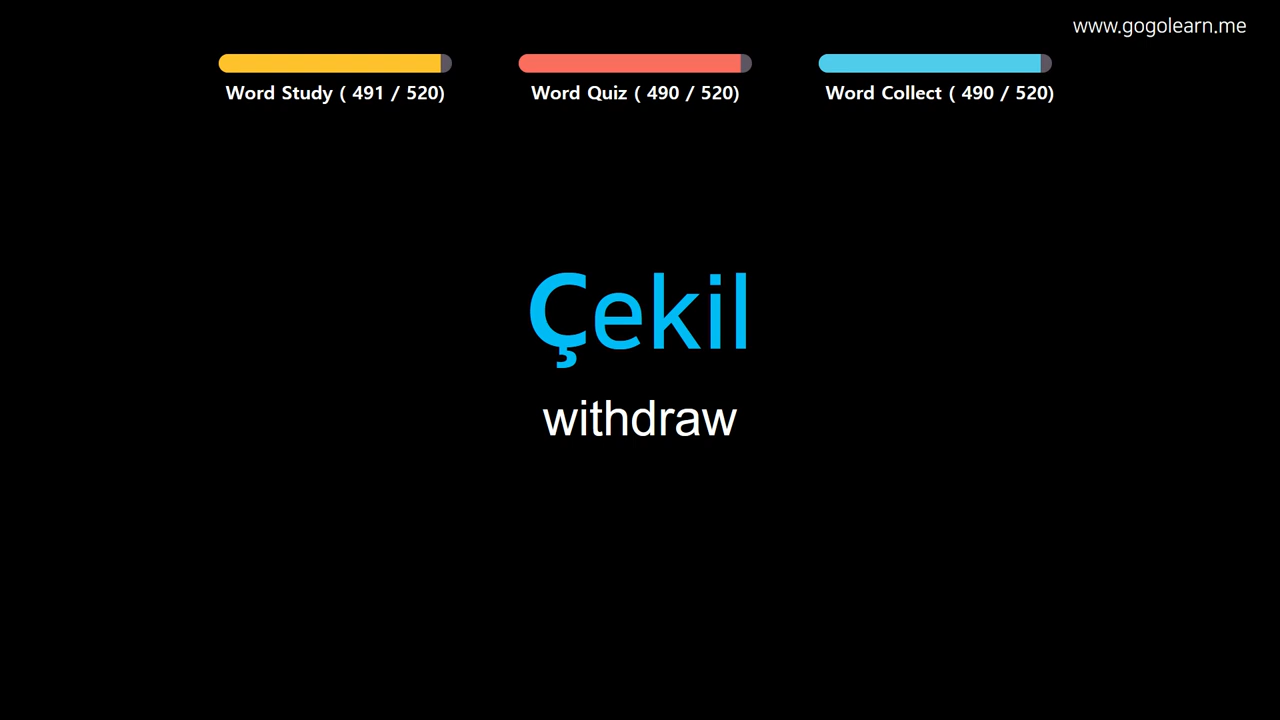 www.gogolearn.me
Word Study ( 491 / 520)
Word Quiz ( 490 / 520)
Word Collect ( 490 / 520)
Çekil
withdraw